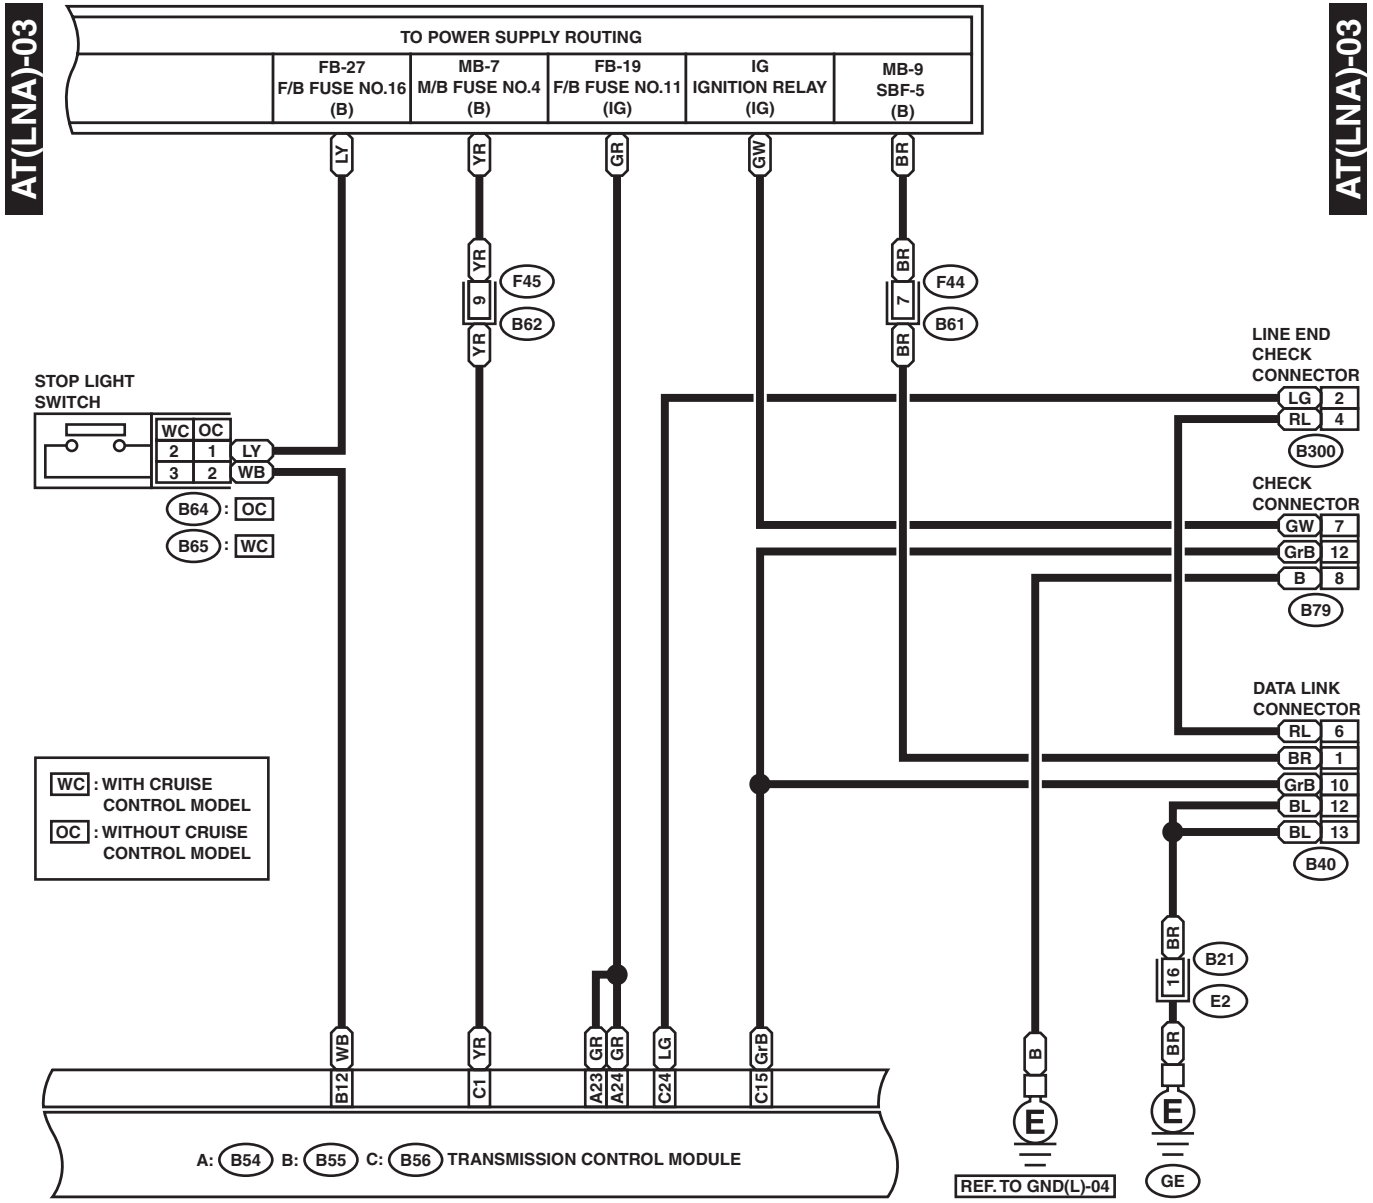 AT(LNA)-03
AT(LNA)-03
TO POWER SUPPLY ROUTING
FB-27
F/B FUSE NO.16
(B)
MB-7
M/B FUSE NO.4
(B)
FB-19
F/B FUSE NO.11
(IG)
IG
IGNITION RELAY
(IG)
MB-9
SBF-5
(B)
LY
YR
GR
GW
BR
YR
9
YR
F45
B62
BR
7
BR
F44
B61
STOP LIGHT
SWITCH
WC OC
2 1 LY
3 2 WB
B64 : OC
B65 : WC
LINE END
CHECK
CONNECTOR
LG 2
RL 4
B300
CHECK
CONNECTOR
GW 7
GrB 12
B 8
B79
DATA LINK
CONNECTOR
RL 6
BR 1
GrB 10
BL 12
BL 13
B40
WC : WITH CRUISE
CONTROL MODEL
OC : WITHOUT CRUISE
CONTROL MODEL
BR
16
BR
B21
E2
WB
YR
GR
GR
LG
GrB
B
B12
C1
A23
A24
C24
C15
E
E
A: B54 B: B55 C: B56 TRANSMISSION CONTROL MODULE
REF. TO GND(L)-04
GE